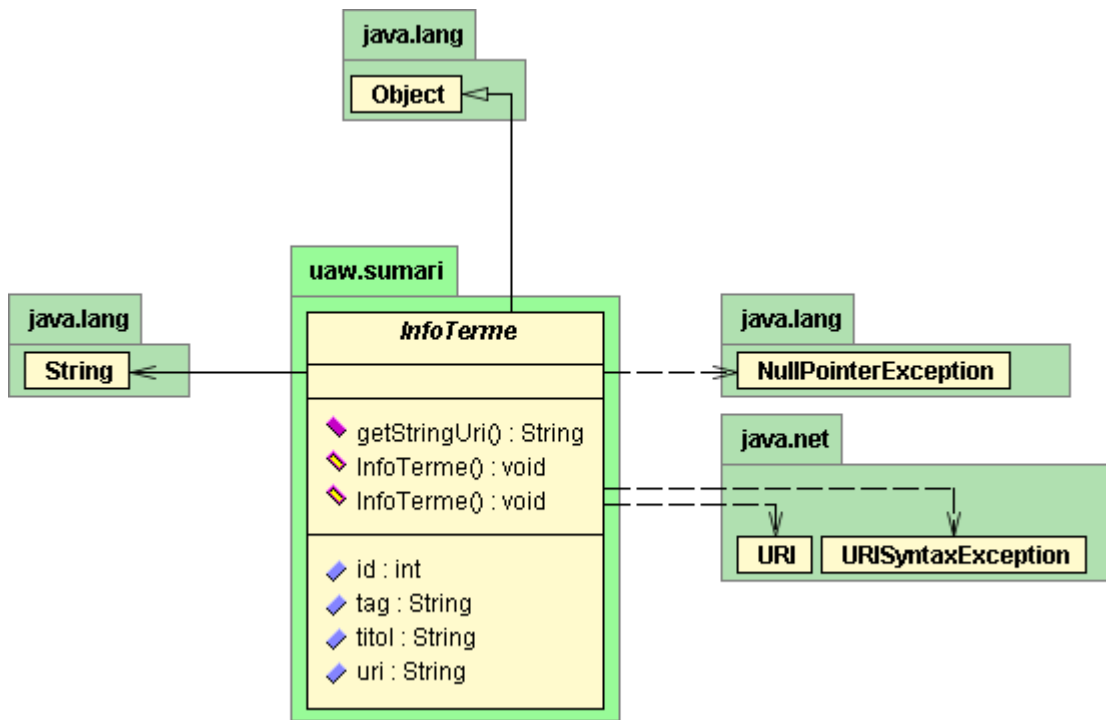 java.lang
Object
uaw.sumari
InfoTerme
java.lang
String
getStringUri() : String
InfoTerme() : void
InfoTerme() : void
id : int
tag : String
titol : String
uri : String
java.lang
NullPointerException
java.net
URI
URISyntaxException